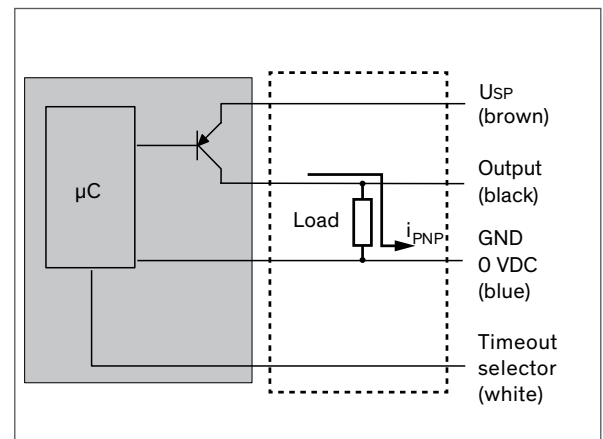 USP
(brown)
Output
(black)
µC
Load
iPNP
GND
0 VDC
(blue)
Timeout
selector
(white)